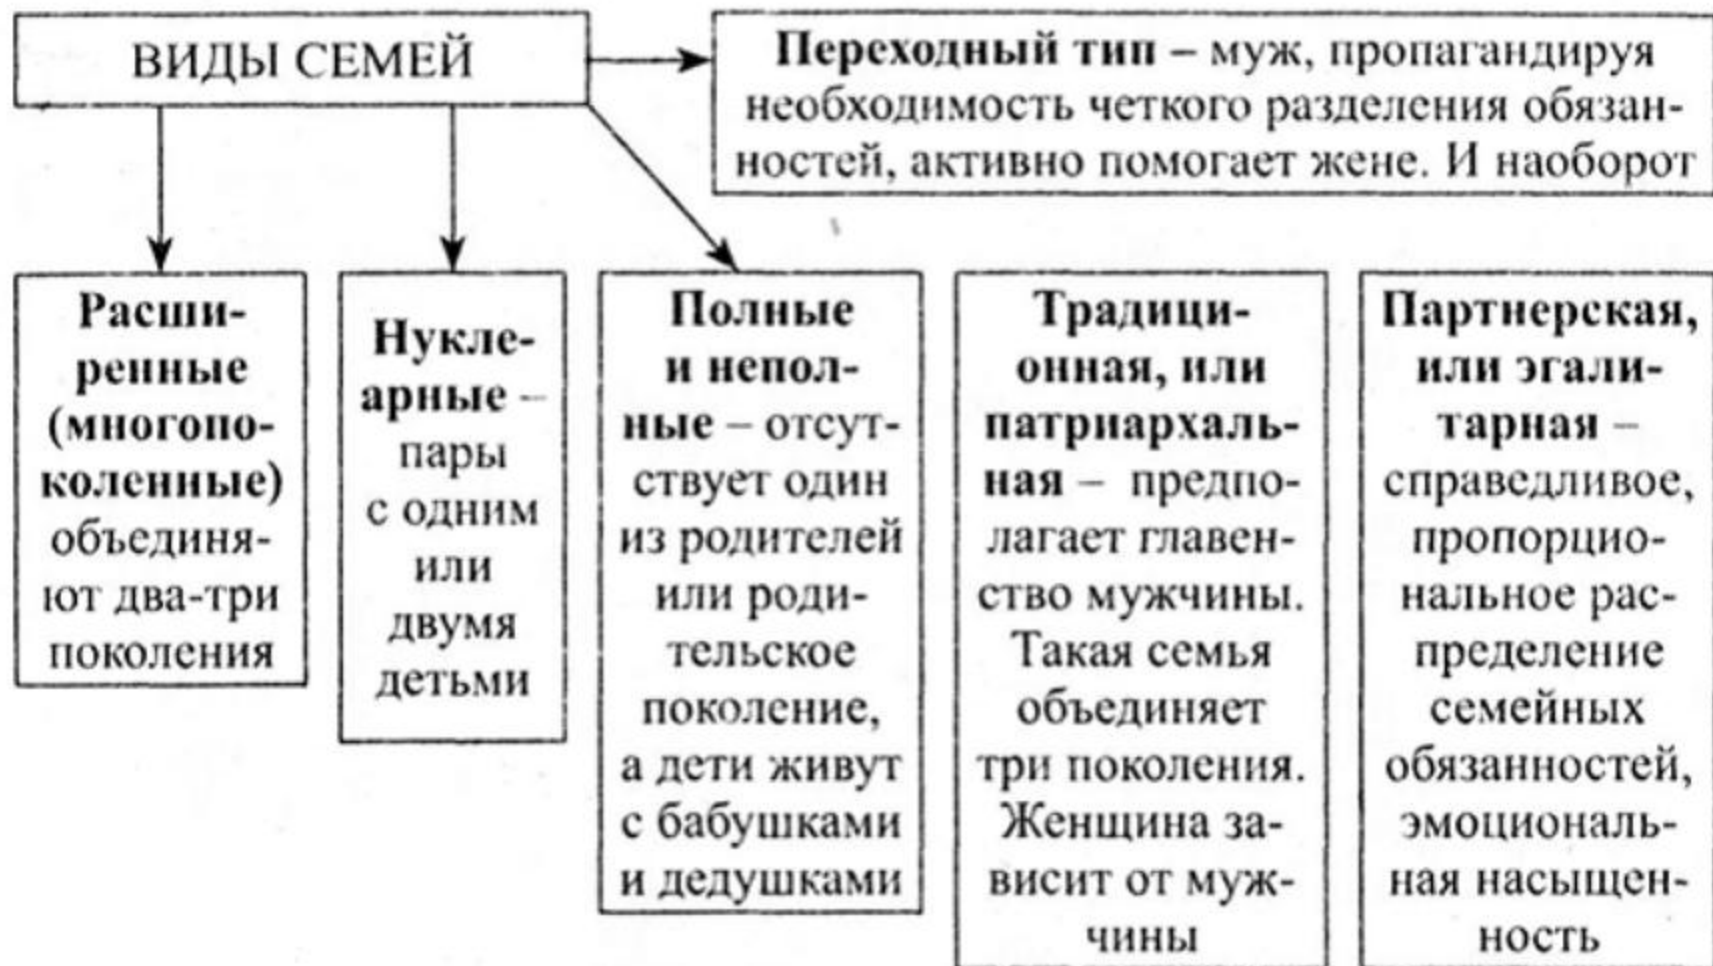 ВИДЫ СЕМЕЙ
Переходный тип – муж, пропагандируя
необходимость четкого разделения обязан-
ностей, активно помогает жене. И наоборот
Расши-
ренные
(многопо-
коленные)
объединя-
ют два-три
поколения
Нукле-
арные –
пары
с одним
или
двумя
детьми
Полные
и непол-
ные – отсут-
ствует один
из родителей
или роди-
тельское
поколение,
а дети живут
с бабушками
и дедушками
Традици-
онная, или
патриархаль-
ная – предпо-
лагает главен-
ство мужчины.
Такая семья
объединяет
три поколения.
Женщина за-
висит от муж-
чины
Партнерская,
или эгали-
тарная –
справедливое,
пропорцио-
нальное рас-
пределение
семейных
обязанностей,
эмоциональ-
ная насыщен-
ность